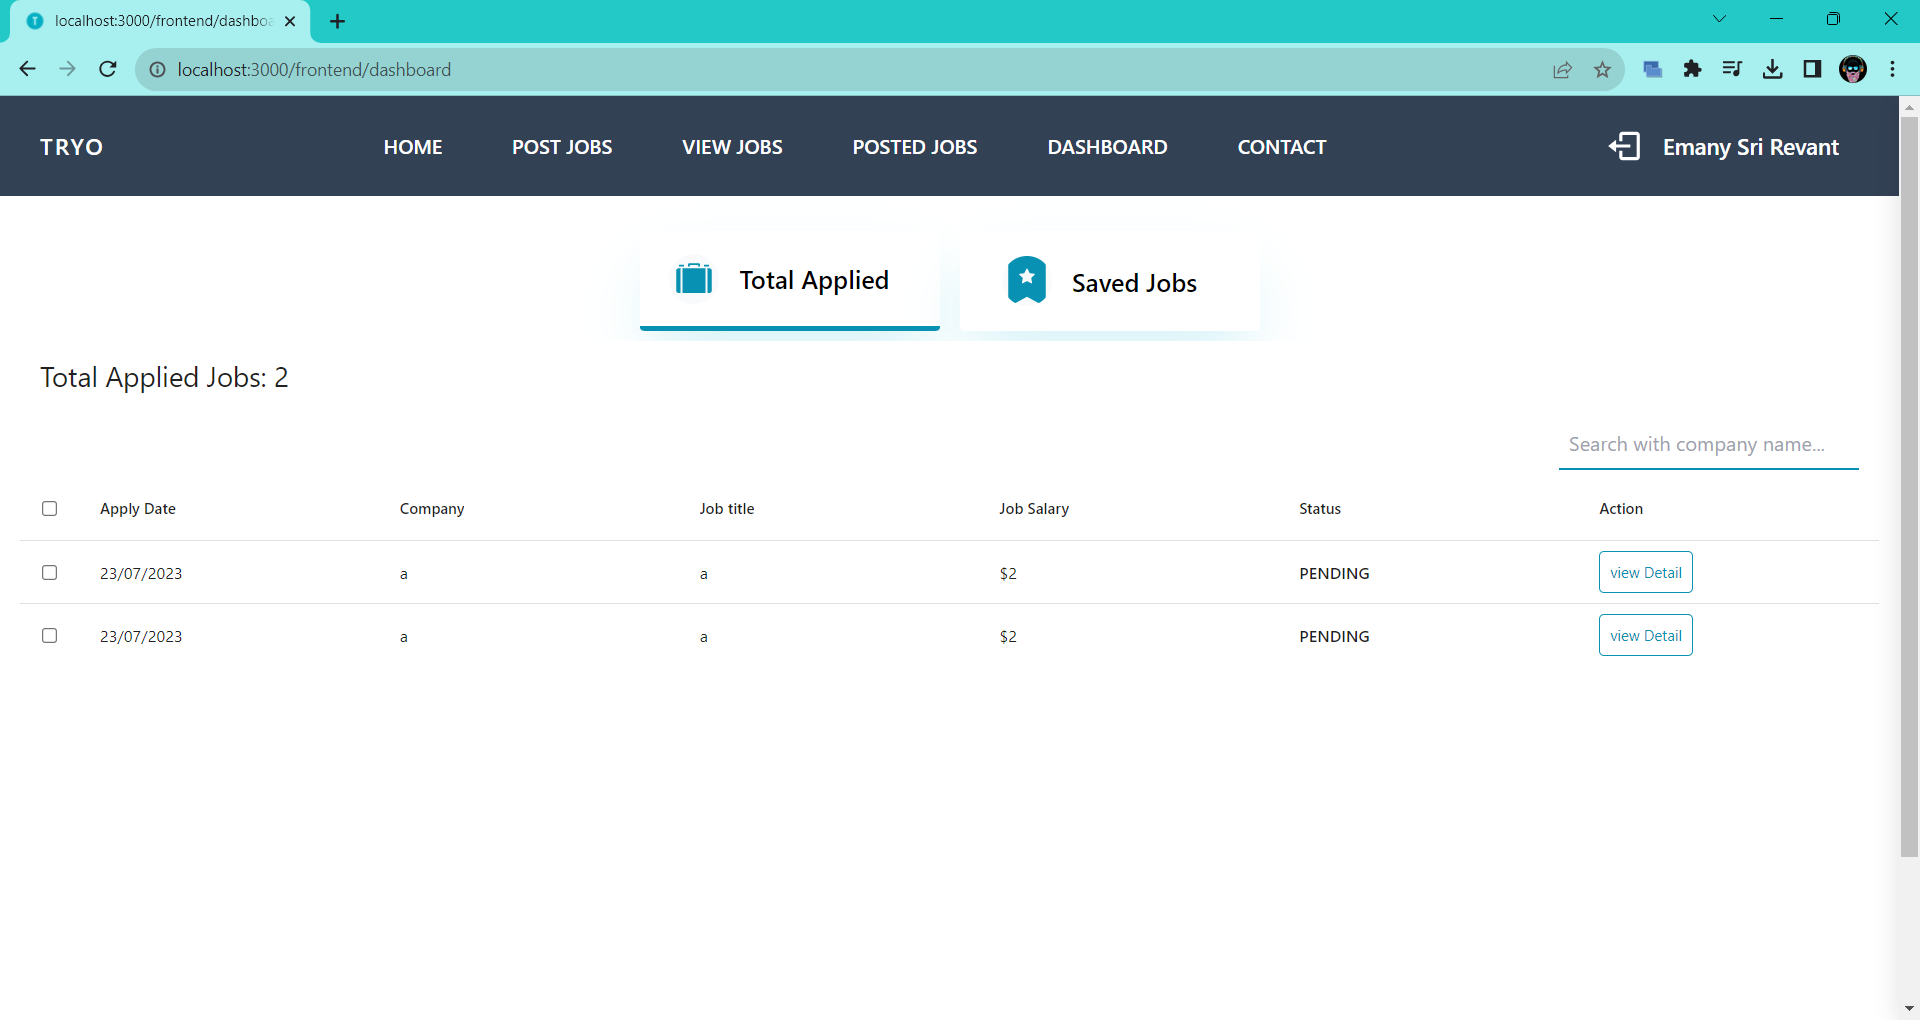 localhost:3000/frontend/dashboa
localhost:3000/frontend/dashboard
TRYO HOME POST JOBS VIEW JOBS POSTED JOBS DASHBOARD CONTACT Emany Sri Revant
Total Applied Saved Jobs
Total Applied Jobs: 2
Search with company name...
Apply Date Company Job title Job Salary Status Action
23/07/2023 a a $2 PENDING view Detail
23/07/2023 a a $2 PENDING view Detail